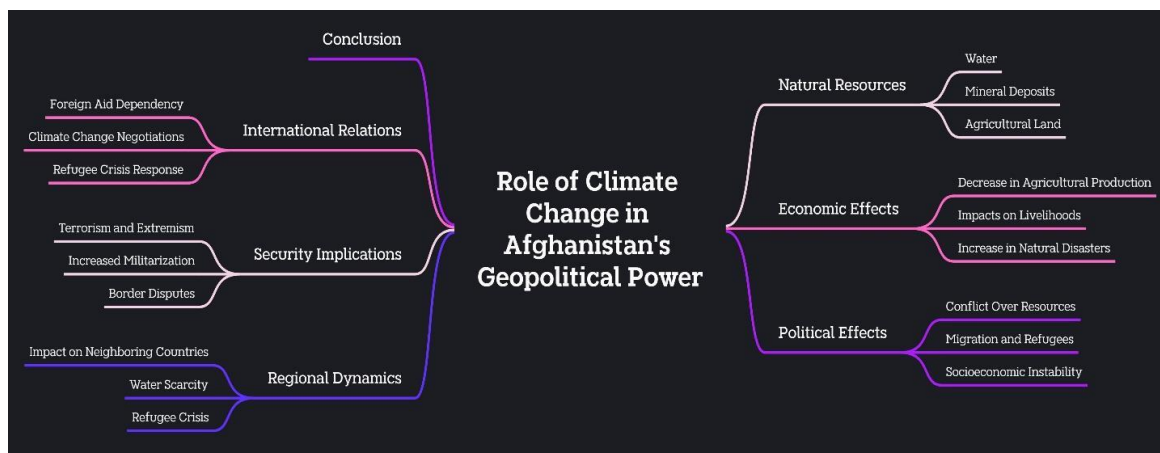 Role of Climate
Change in
Afghanistan's
Geopolitical Power
Natural Resources
Water
Mineral Deposits
Agricultural Land
Economic Effects
Decrease in Agricultural Production
Impacts on Livelihoods
Increase in Natural Disasters
Political Effects
Conflict Over Resources
Migration and Refugees
Socioeconomic Instability
Regional Dynamics
Impact on Neighboring Countries
Water Scarcity
Refugee Crisis
Security Implications
Terrorism and Extremism
Increased Militarization
Border Disputes
International Relations
Foreign Aid Dependency
Climate Change Negotiations
Refugee Crisis Response
Conclusion